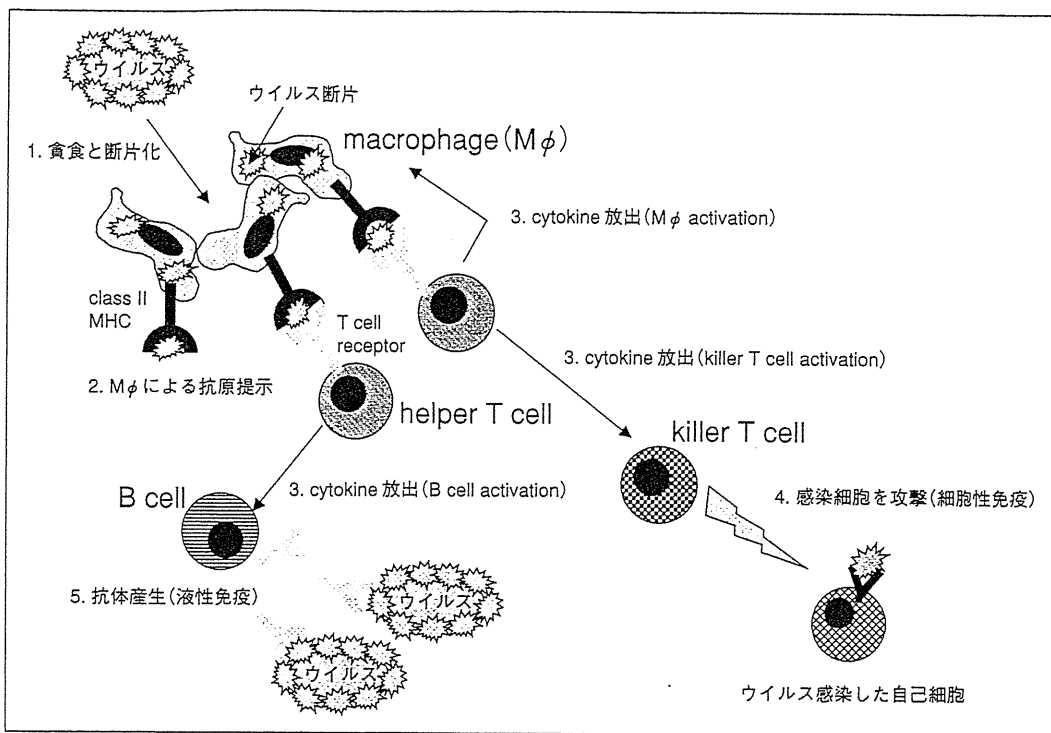 ウイルス
ウイルス断片
macrophage (Mφ)
1. 貪食と断片化
3. cytokine 放出 (Mφ activation)
class II
MHC
T cell
receptor
2. Mφによる抗原提示
3. cytokine 放出 (killer T cell activation)
helper T cell
killer T cell
B cell
3. cytokine 放出 (B cell activation)
4. 感染細胞を攻撃 (細胞性免疫)
5. 抗体産生 (液性免疫)
ウイルス
ウイルス
ウイルス感染した自己細胞